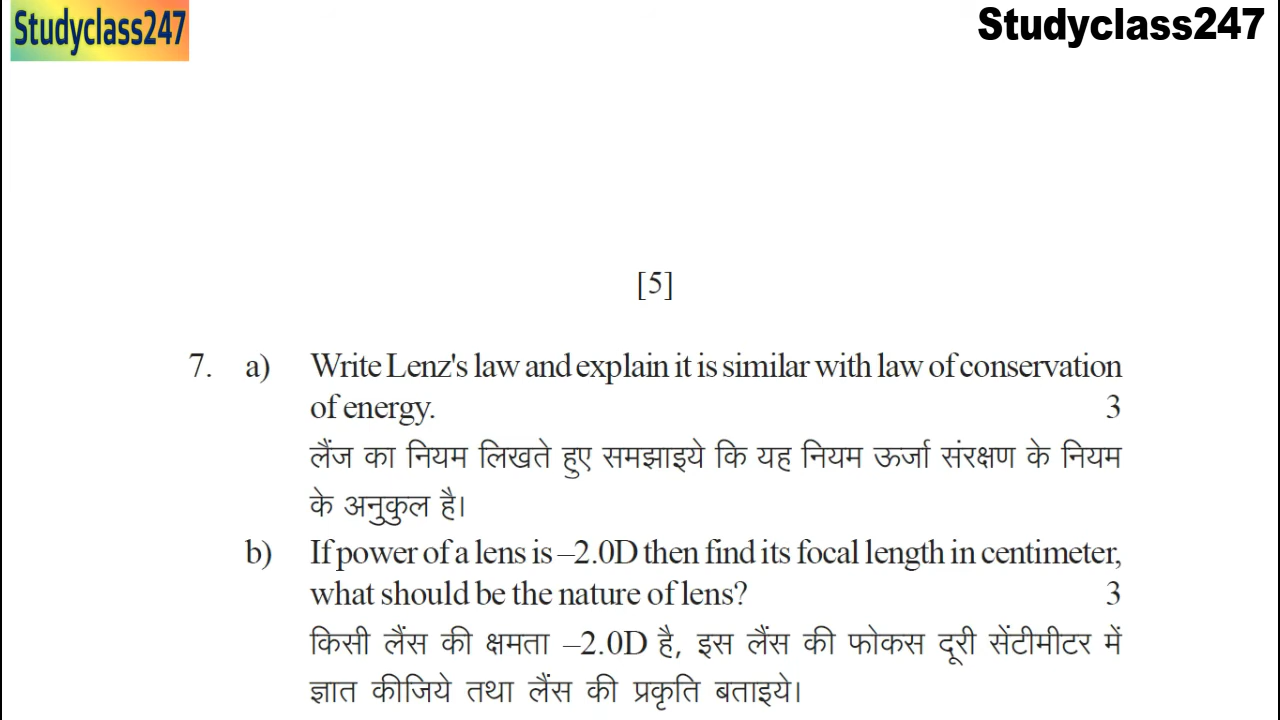 Studyclass247 Studyclass247
[5]
7. a) Write Lenz's law and explain it is similar with law of conservation
of energy. 3
लैंज का नियम लिखते हुए समझाइये कि यह नियम ऊर्जा संरक्षण के नियम
के अनुकुल है।
b) If power of a lens is –2.0D then find its focal length in centimeter,
what should be the nature of lens? 3
किसी लैंस की क्षमता –2.0D है, इस लैंस की फोकस दूरी सेंटीमीटर में
ज्ञात कीजिये तथा लैंस की प्रकृति बताइये।